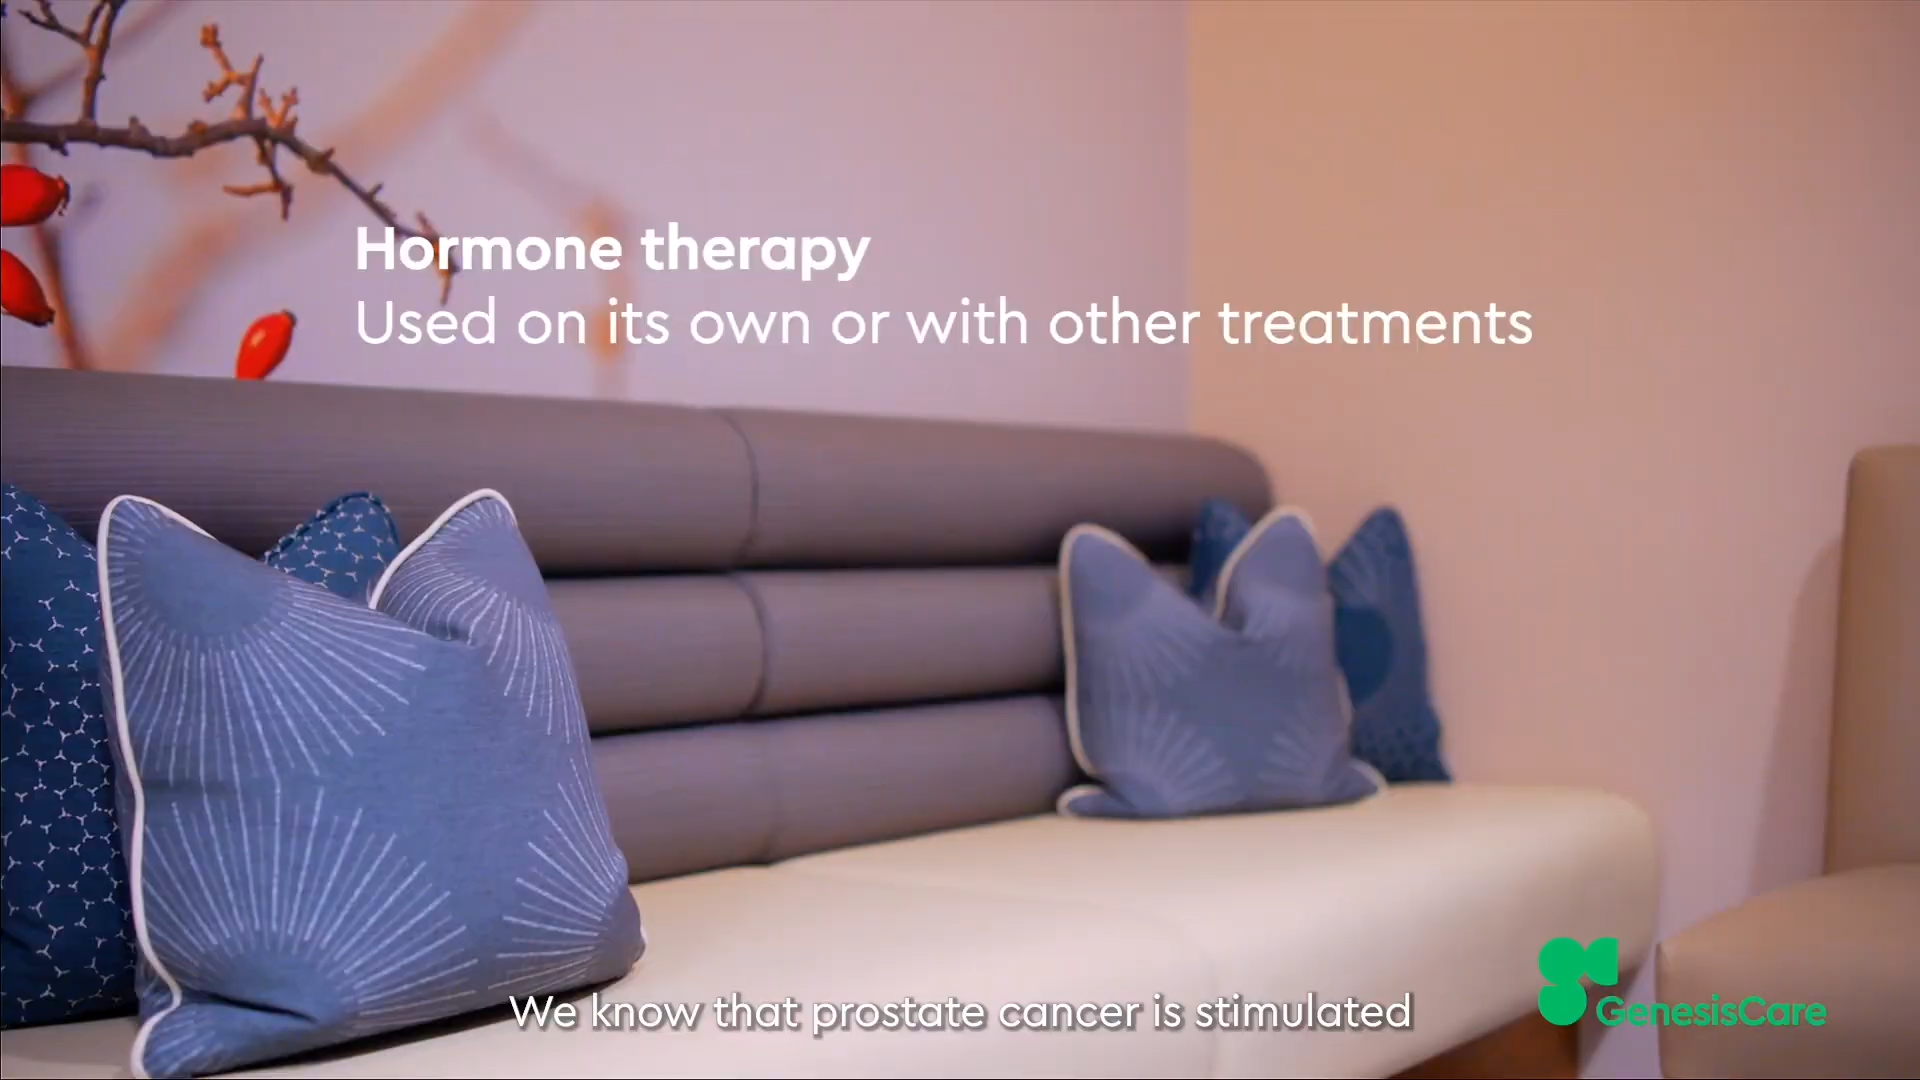 Hormone therapy
Used on its own or with other treatments
We know that prostate cancer is stimulated
GenesisCare